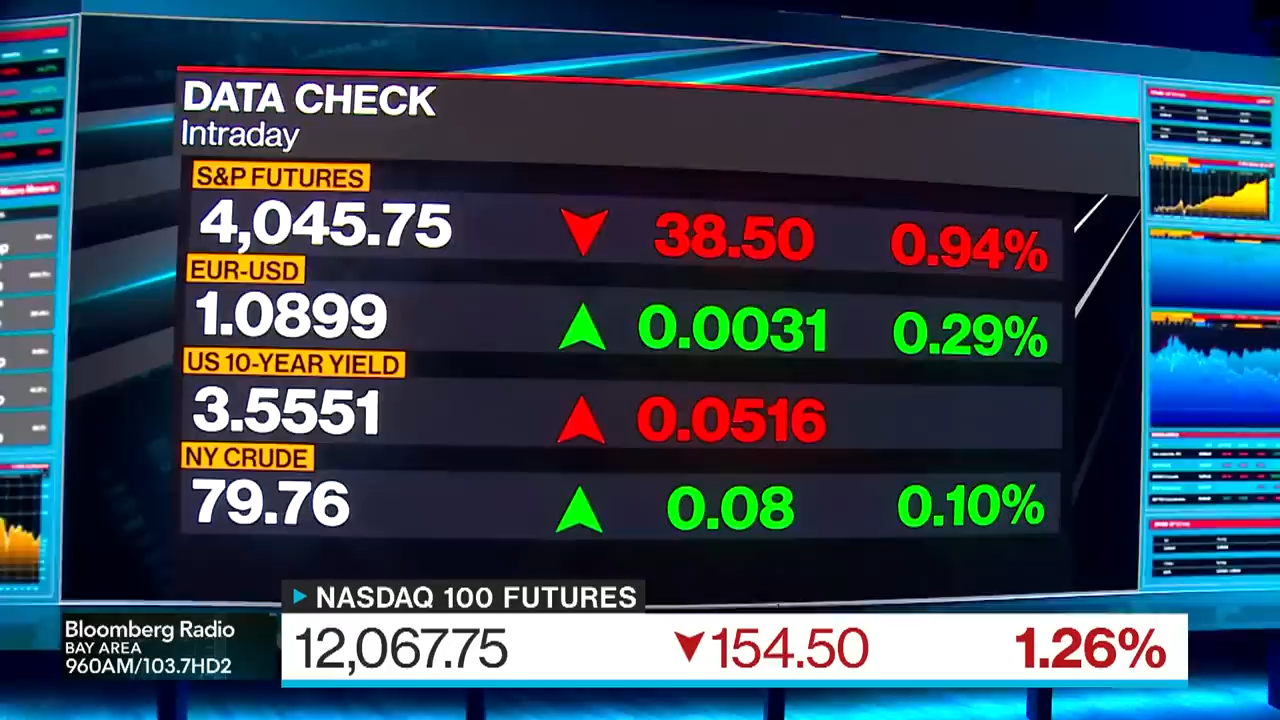 DATA CHECK
Intraday
S&P FUTURES
4,045.75 38.50 0.94%
EUR-USD
1.0899 0.0031 0.29%
US 10-YEAR YIELD
3.5551 0.0516
NY CRUDE
79.76 0.08 0.10%
NASDAQ 100 FUTURES
12,067.75 154.50 1.26%
Bloomberg Radio
BAY AREA
960AM/103.7HD2